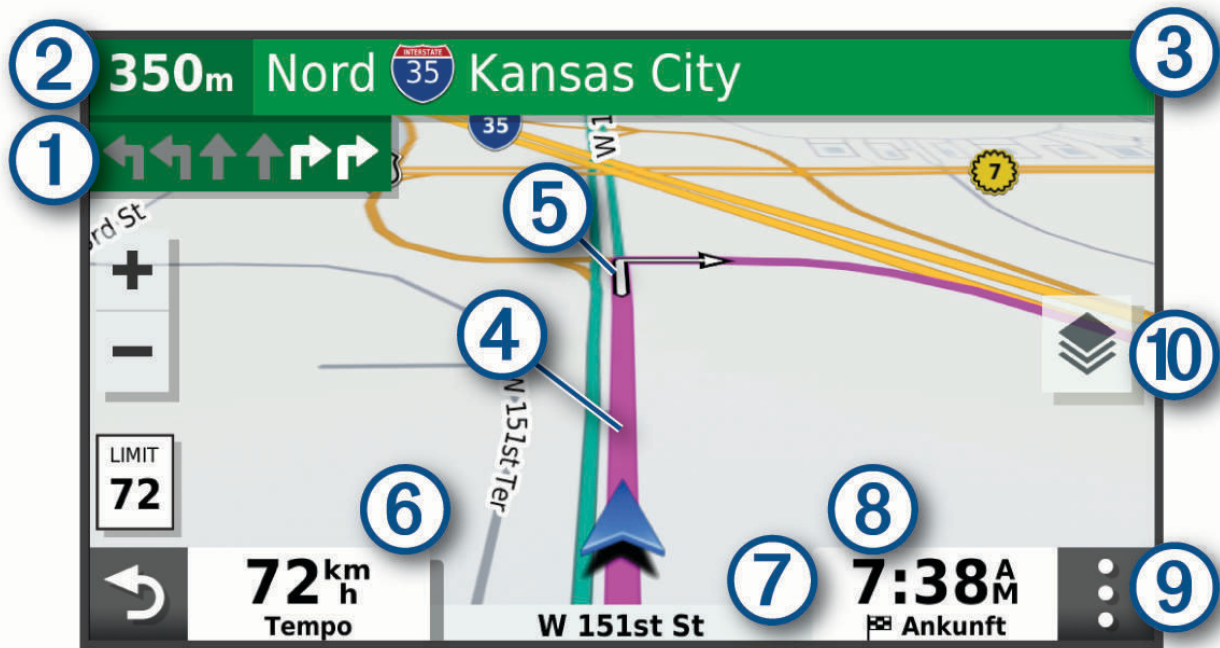 ② 350m Nord INTERSTATE 35 Kansas City ③
①
35
W 1
7
⑤
rd St
+
④
−
⑩
W 151st Ter
LIMIT
72
⑥
⑧
72 km h
Tempo
⑦
W 151st St
7:38 AM
Ankunft
⑨